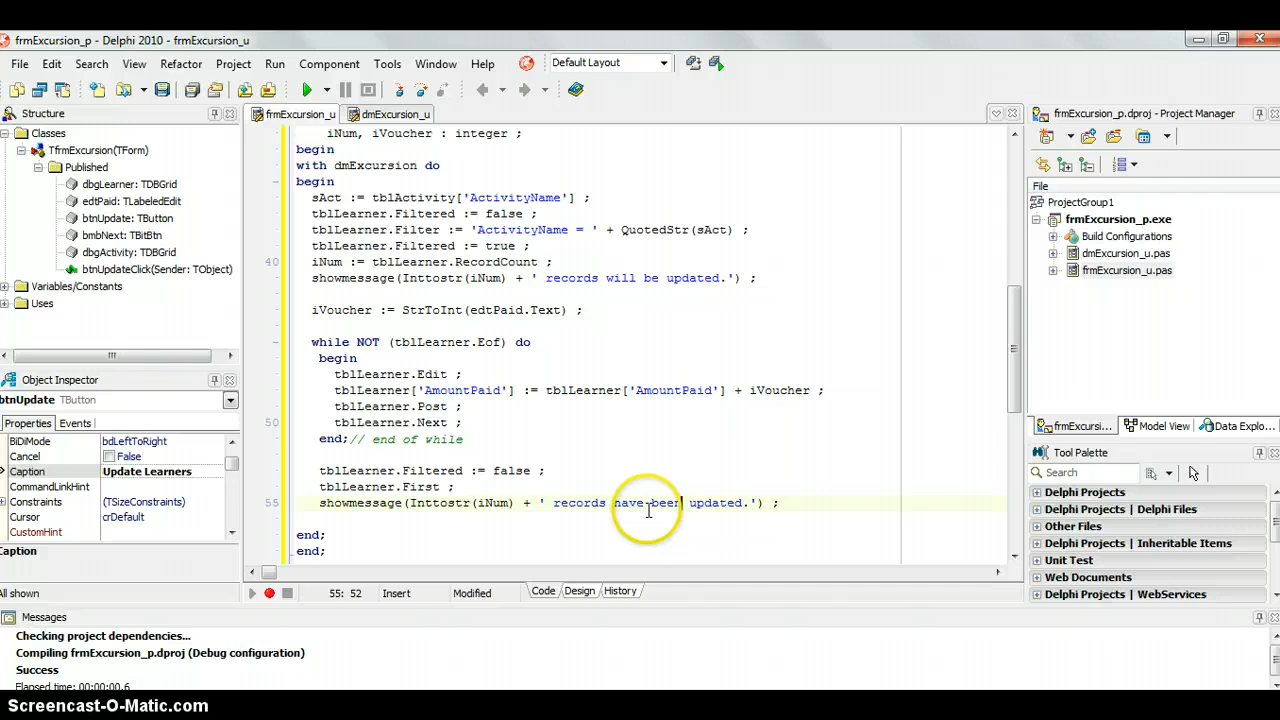 frmExcursion_p - Delphi 2010 - frmExcursion_u
File Edit Search View Refactor Project Run Component Tools Window Help
Default Layout
Structure
Classes
TfrmExcursion(TForm)
Published
dbgLearner: TDBGrid
edtPaid: TLabeledEdit
btnUpdate: TButton
bmbNext: TBitBtn
dbgActivity: TDBGrid
btnUpdateClick(Sender: TObject)
Variables/Constants
Uses
Object Inspector
btnUpdate TButton
Properties Events
BiDiMode bdLeftToRight
Cancel False
Caption Update Learners
CommandLinkHint
Constraints (TSizeConstraints)
Cursor crDefault
CustomHint
Caption
All shown
frmExcursion_u dmExcursion_u
iNum, iVoucher : integer ;
begin
with dmExcursion do
begin
sAct := tblActivity['ActivityName'] ;
tblLearner.Filtered := false ;
tblLearner.Filter := 'ActivityName = ' + QuotedStr(sAct) ;
tblLearner.Filtered := true ;
40 iNum := tblLearner.RecordCount ;
showmessage(Inttostr(iNum) + ' records will be updated.') ;
iVoucher := StrToInt(edtPaid.Text) ;
while NOT (tblLearner.Eof) do
begin
tblLearner.Edit ;
tblLearner['AmountPaid'] := tblLearner['AmountPaid'] + iVoucher ;
tblLearner.Post ;
50 tblLearner.Next ;
end;// end of while
tblLearner.Filtered := false ;
tblLearner.First ;
55 showmessage(Inttostr(iNum) + ' records have been updated.') ;
end;
end;
55: 52 Insert Modified Code Design History
frmExcursion_p.dproj - Project Manager
File
ProjectGroup1
frmExcursion_p.exe
Build Configurations
dmExcursion_u.pas
frmExcursion_u.pas
frmExcursi... Model View Data Explo...
Tool Palette
Search
Delphi Projects
Delphi Projects | Delphi Files
Other Files
Delphi Projects | Inheritable Items
Unit Test
Web Documents
Delphi Projects | WebServices
Messages
Checking project dependencies...
Compiling frmExcursion_p.dproj (Debug configuration)
Success
Elapsed time: 00:00:00.6
Screencast-O-Matic.com